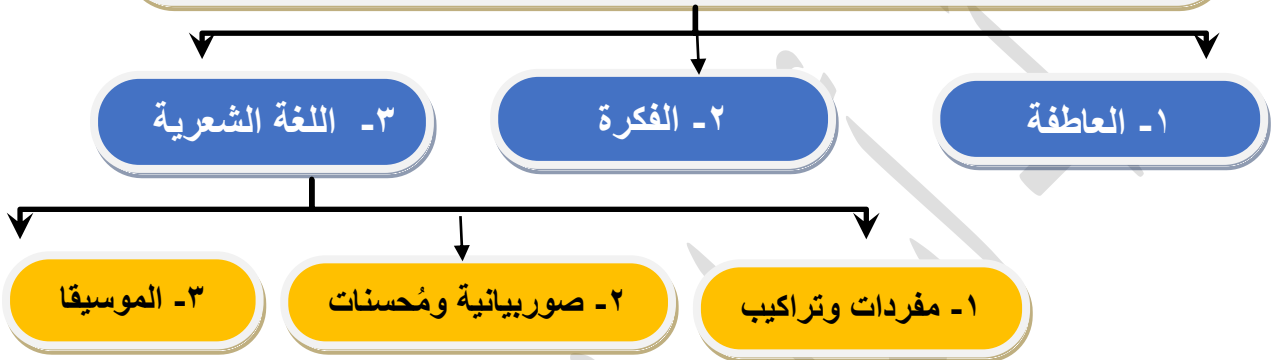 ١- العاطفة
٢- الفكرة
٣- اللغة الشعرية
١- مفردات وتراكيب
٢- صوربيانية ومُحسنات
٣- الموسيقا